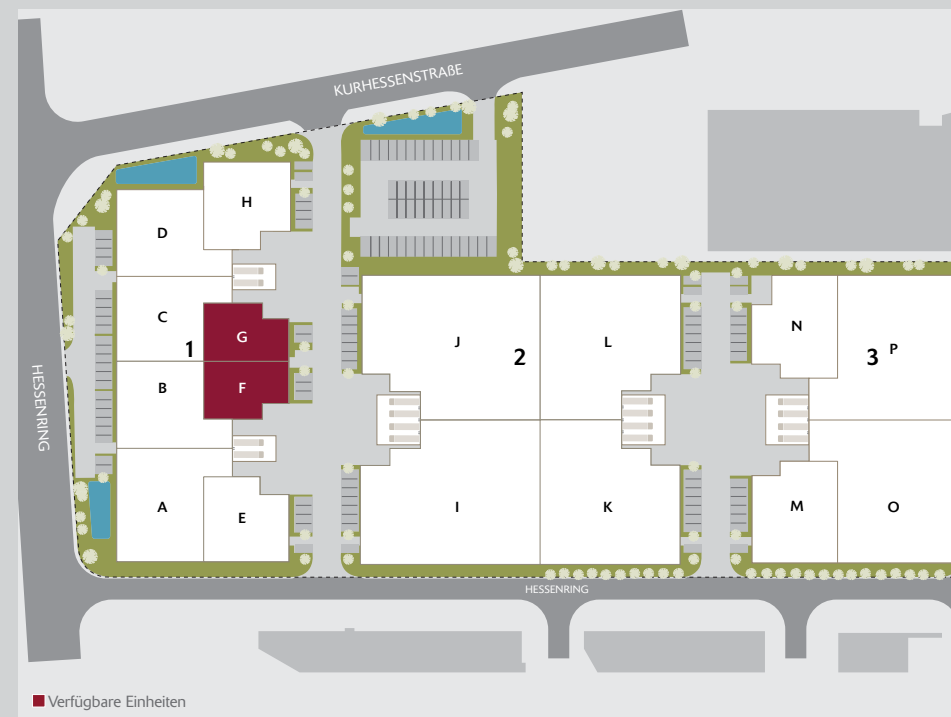 KURHESSENSTRAßE
H
D
C
G
1
N
J
2
L
3 P
HESSENRING
B
F
A
E
I
K
M
O
HESSENRING
Verfügbare Einheiten